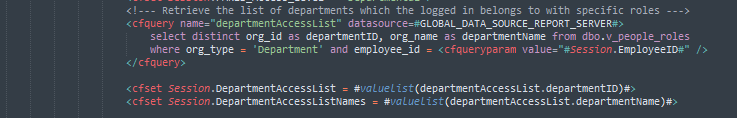 <!--- Retrieve the list of departments which the logged in belongs to with specific roles --->
<cfquery name="departmentAccessList" datasource=#GLOBAL_DATA_SOURCE_REPORT_SERVER#>
select distinct org_id as departmentID, org_name as departmentName from dbo.v_people_roles
where org_type = 'Department' and employee_id = <cfqueryparam value="#Session.EmployeeID#" />
</cfquery>
<cfset Session.DepartmentAccessList = #valuelist(departmentAccessList.departmentID)#>
<cfset Session.DepartmentAccessListNames = #valuelist(departmentAccessList.departmentName)#>